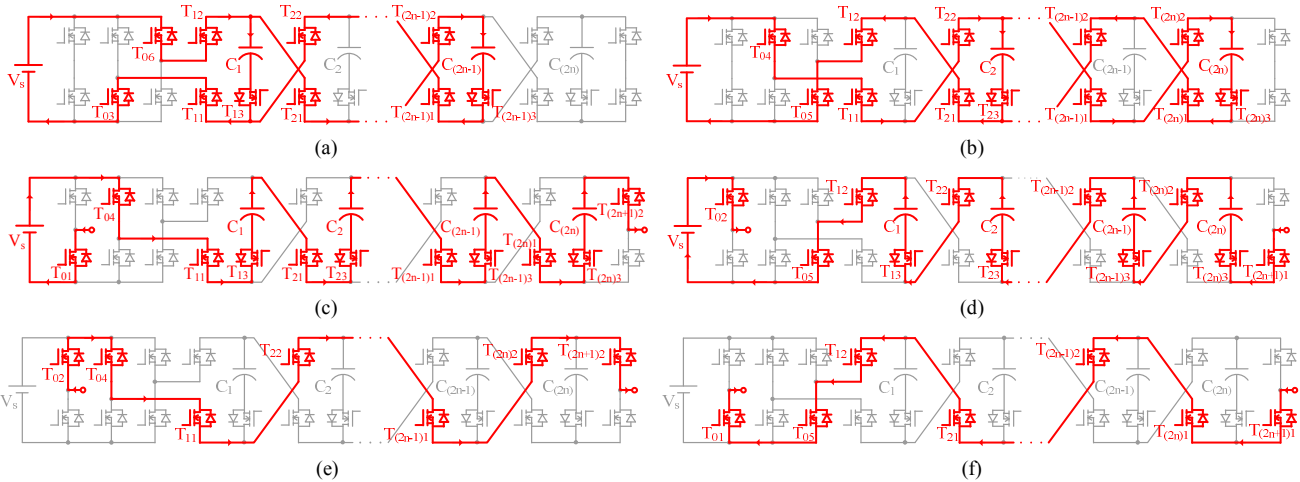 T12 T22 T(2n-1)2
T06
Vs C1 C2 C(2n-1) C(2n)
T03 T11 T13 T21 T(2n-1)1 T(2n-1)3
(a)
T12 T22 T(2n-1)2 T(2n)2
T04
Vs C1 C2 C(2n-1) C(2n)
T05 T11 T21 T23 T(2n-1)1 T(2n)1 T(2n)3
(b)
T04 T(2n+1)2
Vs C1 C2 C(2n-1) C(2n)
T01 T11 T13 T21 T23 T(2n-1)1 T(2n-1)3 T(2n)1 T(2n)3
(c)
T02 T12 T22 T(2n-1)2 T(2n)2
Vs C1 C2 C(2n-1) C(2n)
T05 T13 T23 T(2n-1)3 T(2n)3 T(2n+1)1
(d)
T22 T(2n)2 T(2n+1)2
T02 T04
Vs C1 C2 C(2n-1) C(2n)
T11 T(2n-1)1
(e)
T12 T(2n-1)2
Vs C1 C2 C(2n-1) C(2n)
T01 T05 T21 T(2n)1 T(2n+1)1
(f)